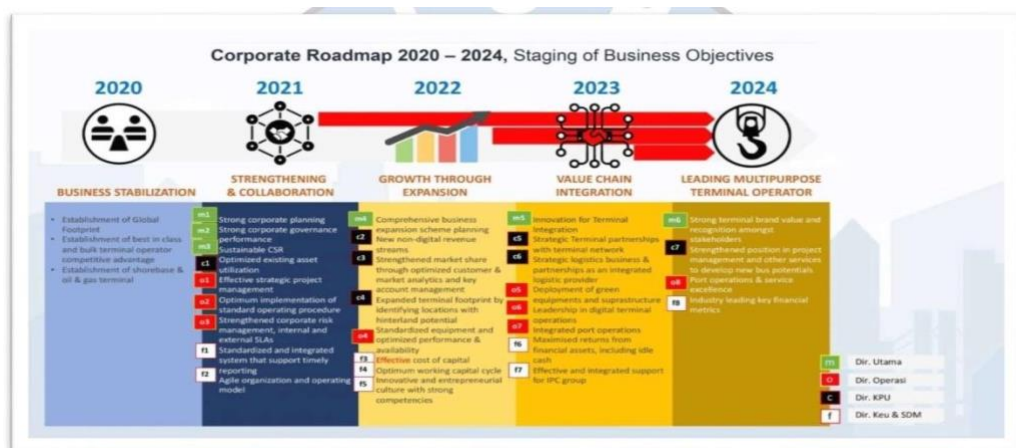 Corporate Roadmap 2020 – 2024, Staging of Business Objectives
2020
2021
2022
2023
2024
BUSINESS STABILIZATION
STRENGTHENING
& COLLABORATION
GROWTH THROUGH
EXPANSION
VALUE CHAIN
INTEGRATION
LEADING MULTIPURPOSE
TERMINAL OPERATOR
• Establishment of Global
Footprint
• Establishment of best in class
and bulk terminal operator
competitive advantage
• Establishment of shorebase &
oil & gas terminal
m1 Strong corporate planning
m2 Strong corporate governance
performance
m3 Sustainable CSR
c1 Optimized existing asset
utilization
o1 Effective strategic project
management
o2 Optimum implementation of
standard operating procedure
o3 Strengthened corporate risk
management, internal and
external SLAs
f1 Standardized and integrated
system that support timely
reporting
f2 Agile organization and operating
model
m4 Comprehensive business
expansion scheme planning
c2 New non-digital revenue
streams.
c3 Strengthened market share
through optimized customer &
market analytics and key
account management
c4 Expanded terminal footprint by
identifying locations with
hinterland potential
o4 Standardized equipment and
optimized performance &
availability
f3 Effective cost of capital
f4 Optimum working capital cycle
f5 Innovative and entrepreneurial
culture with strong
competencies
m5 Innovation for Terminal
Integration
c5 Strategic Terminal partnerships
with terminal network
c6 Strategic logistics business &
partnerships as an integrated
logistic provider
o5 Deployment of green
equipments and suprastructure
o6 Leadership in digital terminal
operations
o7 Integrated port operations
f6 Maximised returns from
financial assets, including idle
cash
f7 Effective and integrated support
for IPC group
m6 Strong terminal brand value and
recognition amongst
stakeholders
c7 Strengthened position in project
management and other services
to develop new bus potentials
o8 Port operations & service
excellence
f8 Industry leading key financial
metrics
m Dir. Utama
O Dir. Operasi
c Dir. KPU
f Dir. Keu & SDM